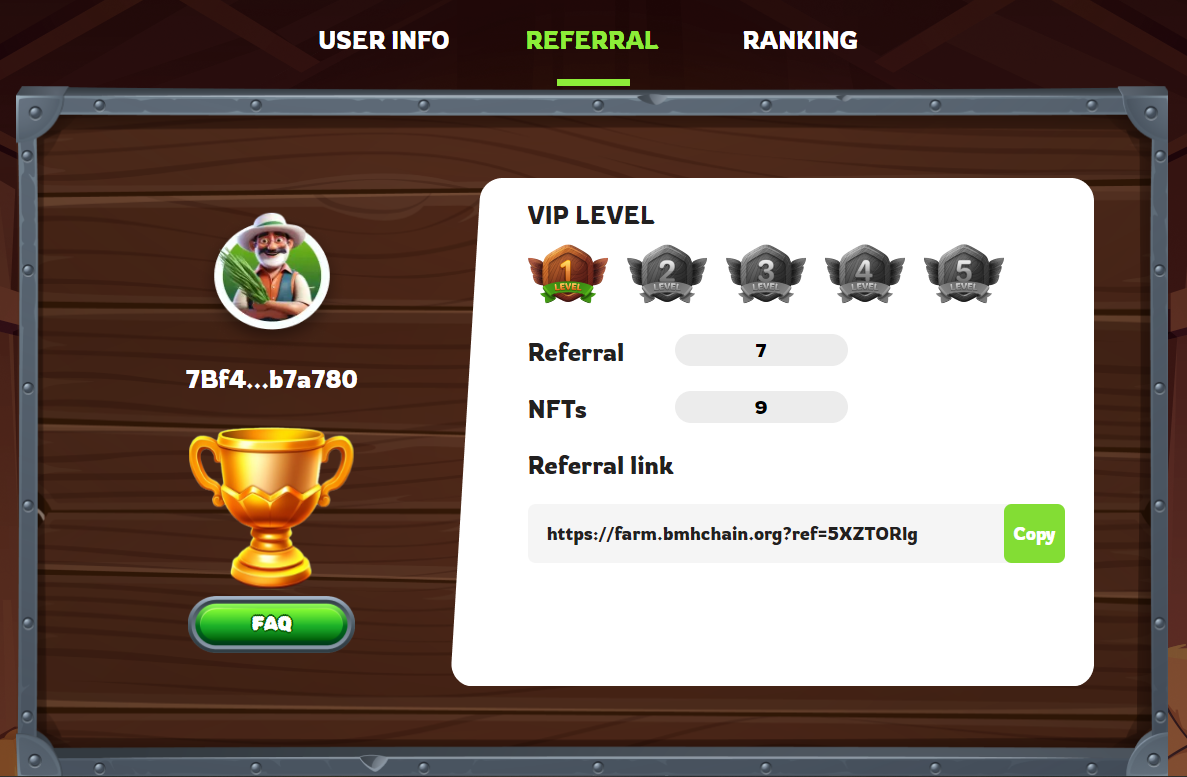 USER INFO REFERRAL RANKING
VIP LEVEL
1 LEVEL
2 LEVEL
3 LEVEL
4 LEVEL
5 LEVEL
Referral 7
NFTs 9
Referral link
https://farm.bmhchain.org?ref=5XZTORIg
Copy
7Bf4...b7a780
FAQ